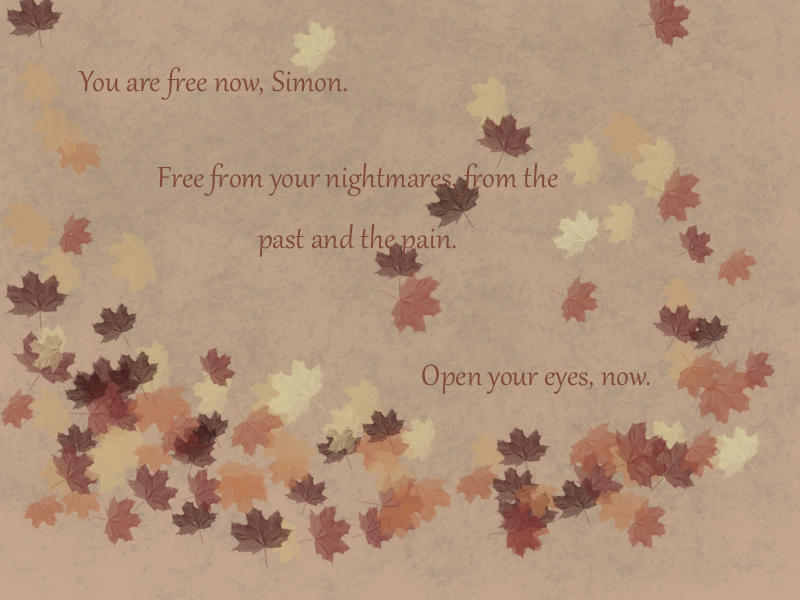 You are free now, Simon.
Free from your nightmares, from the
past and the pain.
Open your eyes, now.